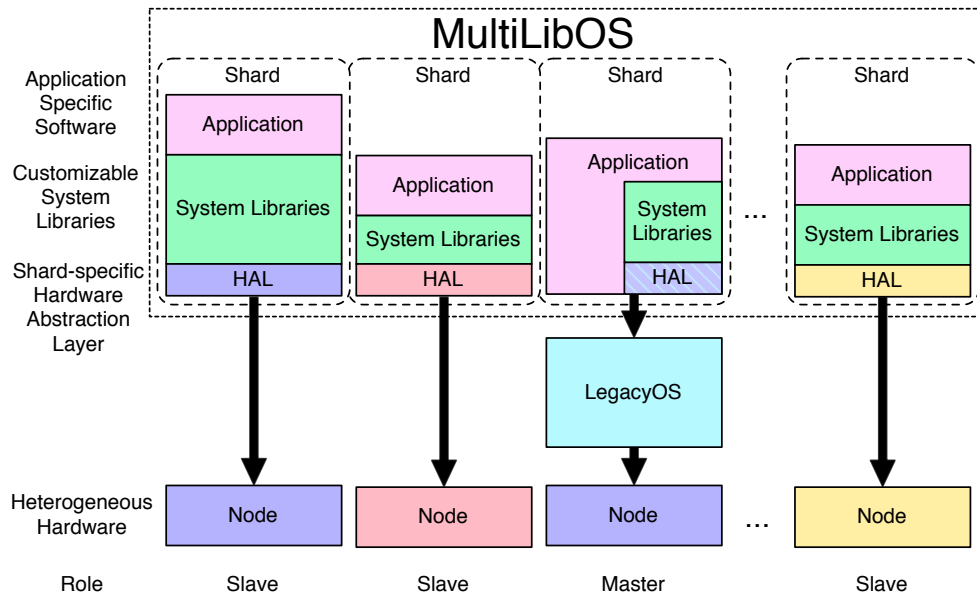 MultiLibOS
Application
Specific
Software
Customizable
System
Libraries
Shard-specific
Hardware
Abstraction
Layer
Shard
Application
System Libraries
HAL
Shard
Application
System Libraries
HAL
Shard
Application
System
Libraries
HAL
...
Shard
Application
System Libraries
HAL
LegacyOS
Heterogeneous
Hardware
Node
Node
Node
...
Node
Role
Slave
Slave
Master
Slave